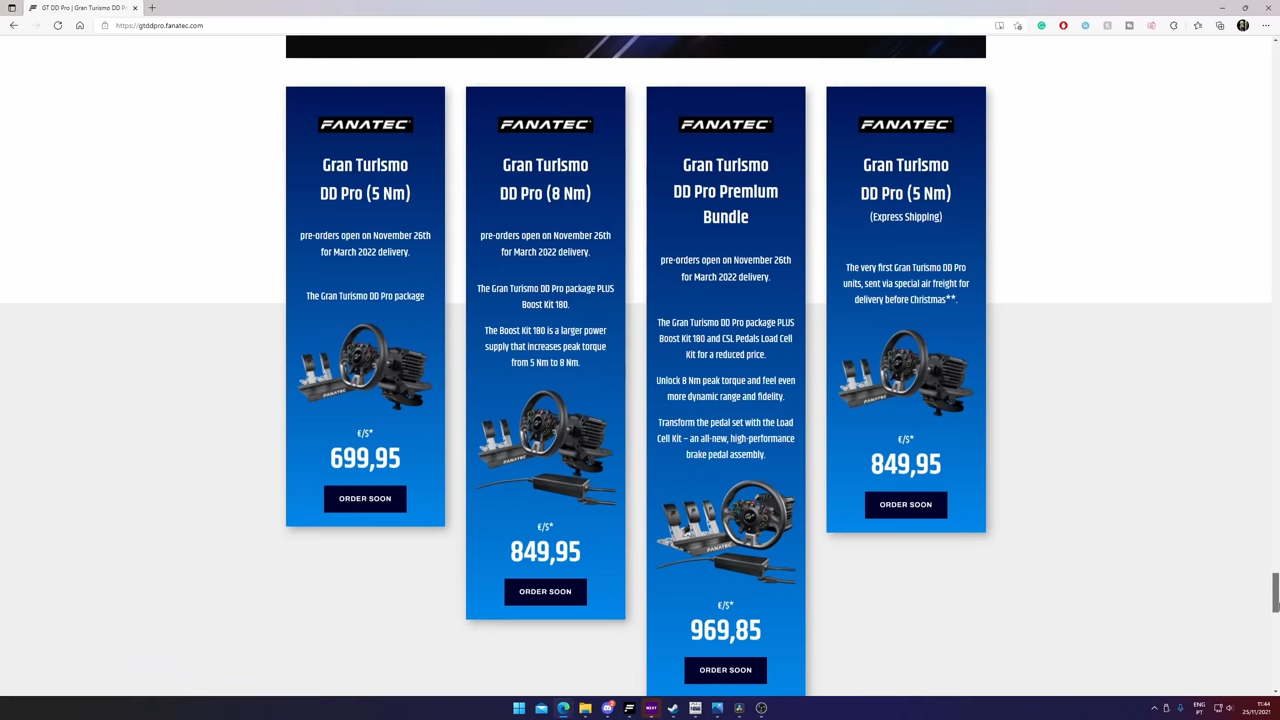 GT DD Pro | Gran Turismo DD Pr
https://gtddpro.fanatec.com
FANATEC
Gran Turismo
DD Pro (5 Nm)
pre-orders open on November 26th
for March 2022 delivery.
The Gran Turismo DD Pro package
FANATEC
€/$*
699,95
ORDER SOON
FANATEC
Gran Turismo
DD Pro (8 Nm)
pre-orders open on November 26th
for March 2022 delivery.
The Gran Turismo DD Pro package PLUS
Boost Kit 180.
The Boost Kit 180 is a larger power
supply that increases peak torque
from 5 Nm to 8 Nm.
FANATEC
€/$*
849,95
ORDER SOON
FANATEC
Gran Turismo
DD Pro Premium
Bundle
pre-orders open on November 26th
for March 2022 delivery.
The Gran Turismo DD Pro package PLUS
Boost Kit 180 and CSL Pedals Load Cell
Kit for a reduced price.
Unlock 8 Nm peak torque and feel even
more dynamic range and fidelity.
Transform the pedal set with the Load
Cell Kit – an all-new, high-performance
brake pedal assembly.
FANATEC
€/$*
969,85
ORDER SOON
FANATEC
Gran Turismo
DD Pro (5 Nm)
(Express Shipping)
The very first Gran Turismo DD Pro
units, sent via special air freight for
delivery before Christmas**.
FANATEC
€/$*
849,95
ORDER SOON
NEXT
ENG
PT
11:44
25/11/2021